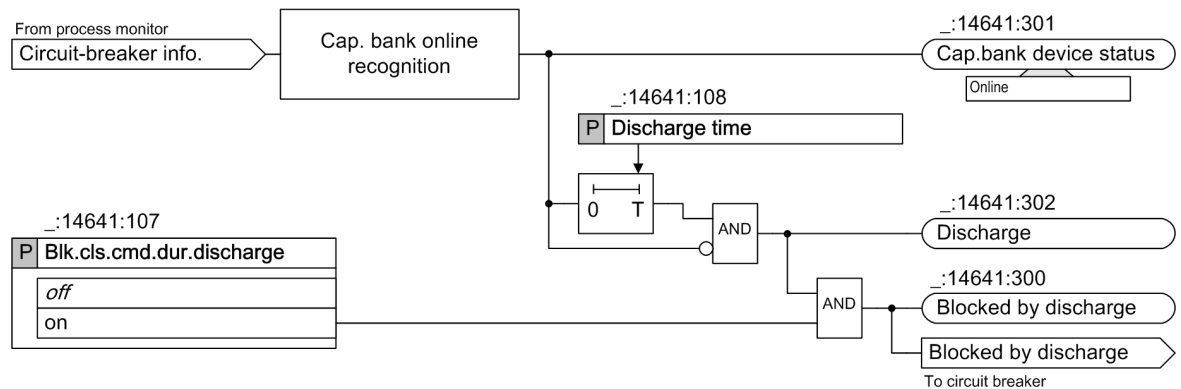 From process monitor
Circuit-breaker info.
Cap. bank online
recognition
_:14641:301
Cap.bank device status
Online
_:14641:108
P Discharge time
0 T
AND
_:14641:302
Discharge
_:14641:107
P Blk.cls.cmd.dur.discharge
off
on
AND
_:14641:300
Blocked by discharge
Blocked by discharge
To circuit breaker